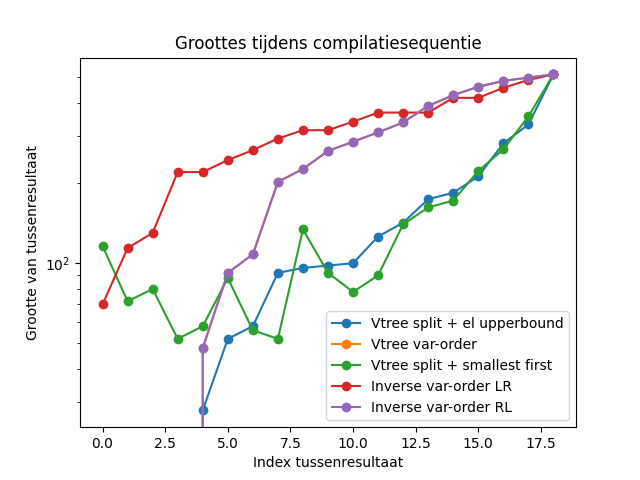 Groottes tijdens compilatiesequentie
Grootte van tussenresultaat
10²
Vtree split + el upperbound
Vtree var-order
Vtree split + smallest first
Inverse var-order LR
Inverse var-order RL
0.0 2.5 5.0 7.5 10.0 12.5 15.0 17.5
Index tussenresultaat